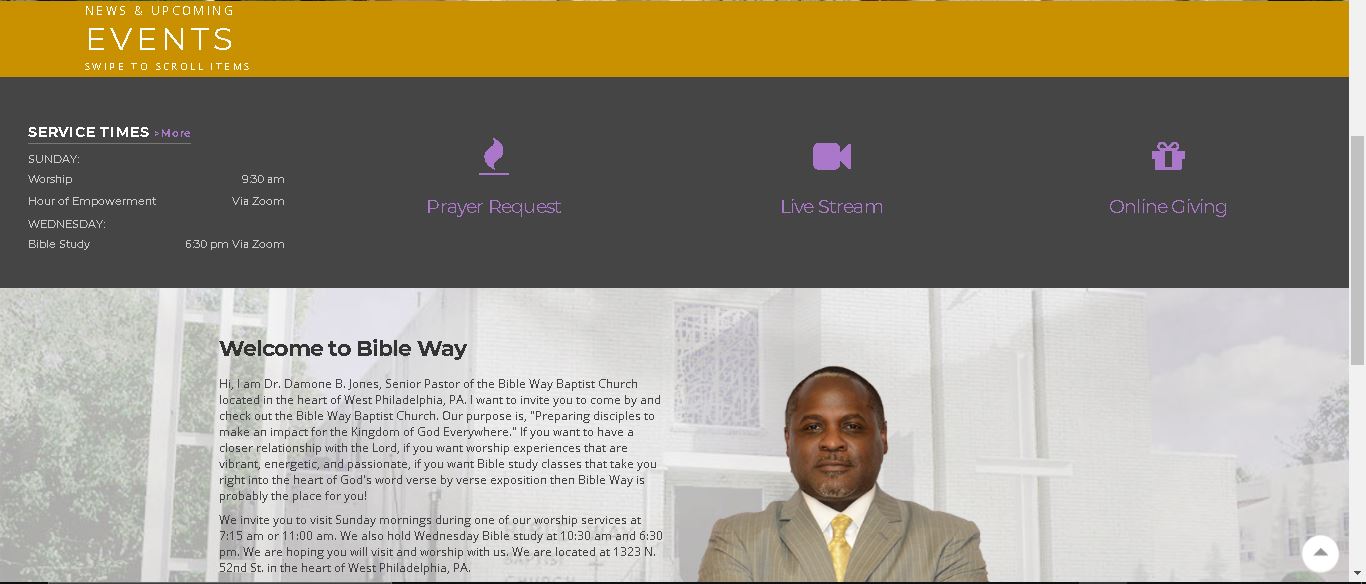 NEWS & UPCOMING
EVENTS
SWIPE TO SCROLL ITEMS
SERVICE TIMES >More
SUNDAY:
Worship 9:30 am
Hour of Empowerment Via Zoom
WEDNESDAY:
Bible Study 6:30 pm Via Zoom
Prayer Request
Live Stream
Online Giving
Welcome to Bible Way
Hi, I am Dr. Damone B. Jones, Senior Pastor of the Bible Way Baptist Church
located in the heart of West Philadelphia, PA. I want to invite you to come by and
check out the Bible Way Baptist Church. Our purpose is, "Preparing disciples to
make an impact for the Kingdom of God Everywhere." If you want to have a
closer relationship with the Lord, if you want worship experiences that are
vibrant, energetic, and passionate, if you want Bible study classes that take you
right into the heart of God's word verse by verse exposition then Bible Way is
probably the place for you!
We invite you to visit Sunday mornings during one of our worship services at
7:15 am or 11:00 am. We also hold Wednesday Bible study at 10:30 am and 6:30
pm. We are hoping you will visit and worship with us. We are located at 1323 N.
52nd St. in the heart of West Philadelphia, PA.
BAPTIST
CHURCH